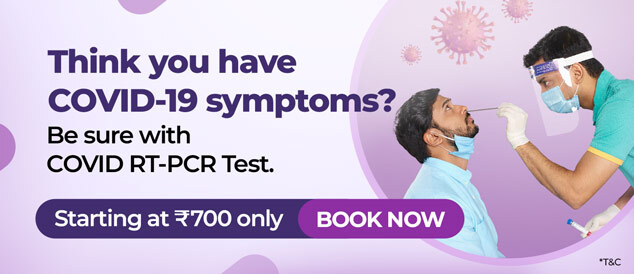 Think you have
COVID-19 symptoms?
Be sure with
COVID RT-PCR Test.
Starting at ₹700 only
BOOK NOW
*T&C